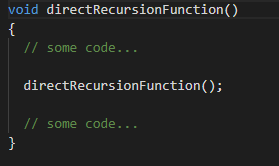 void directRecursionFunction()
{
// some code...
directRecursionFunction();
// some code...
}